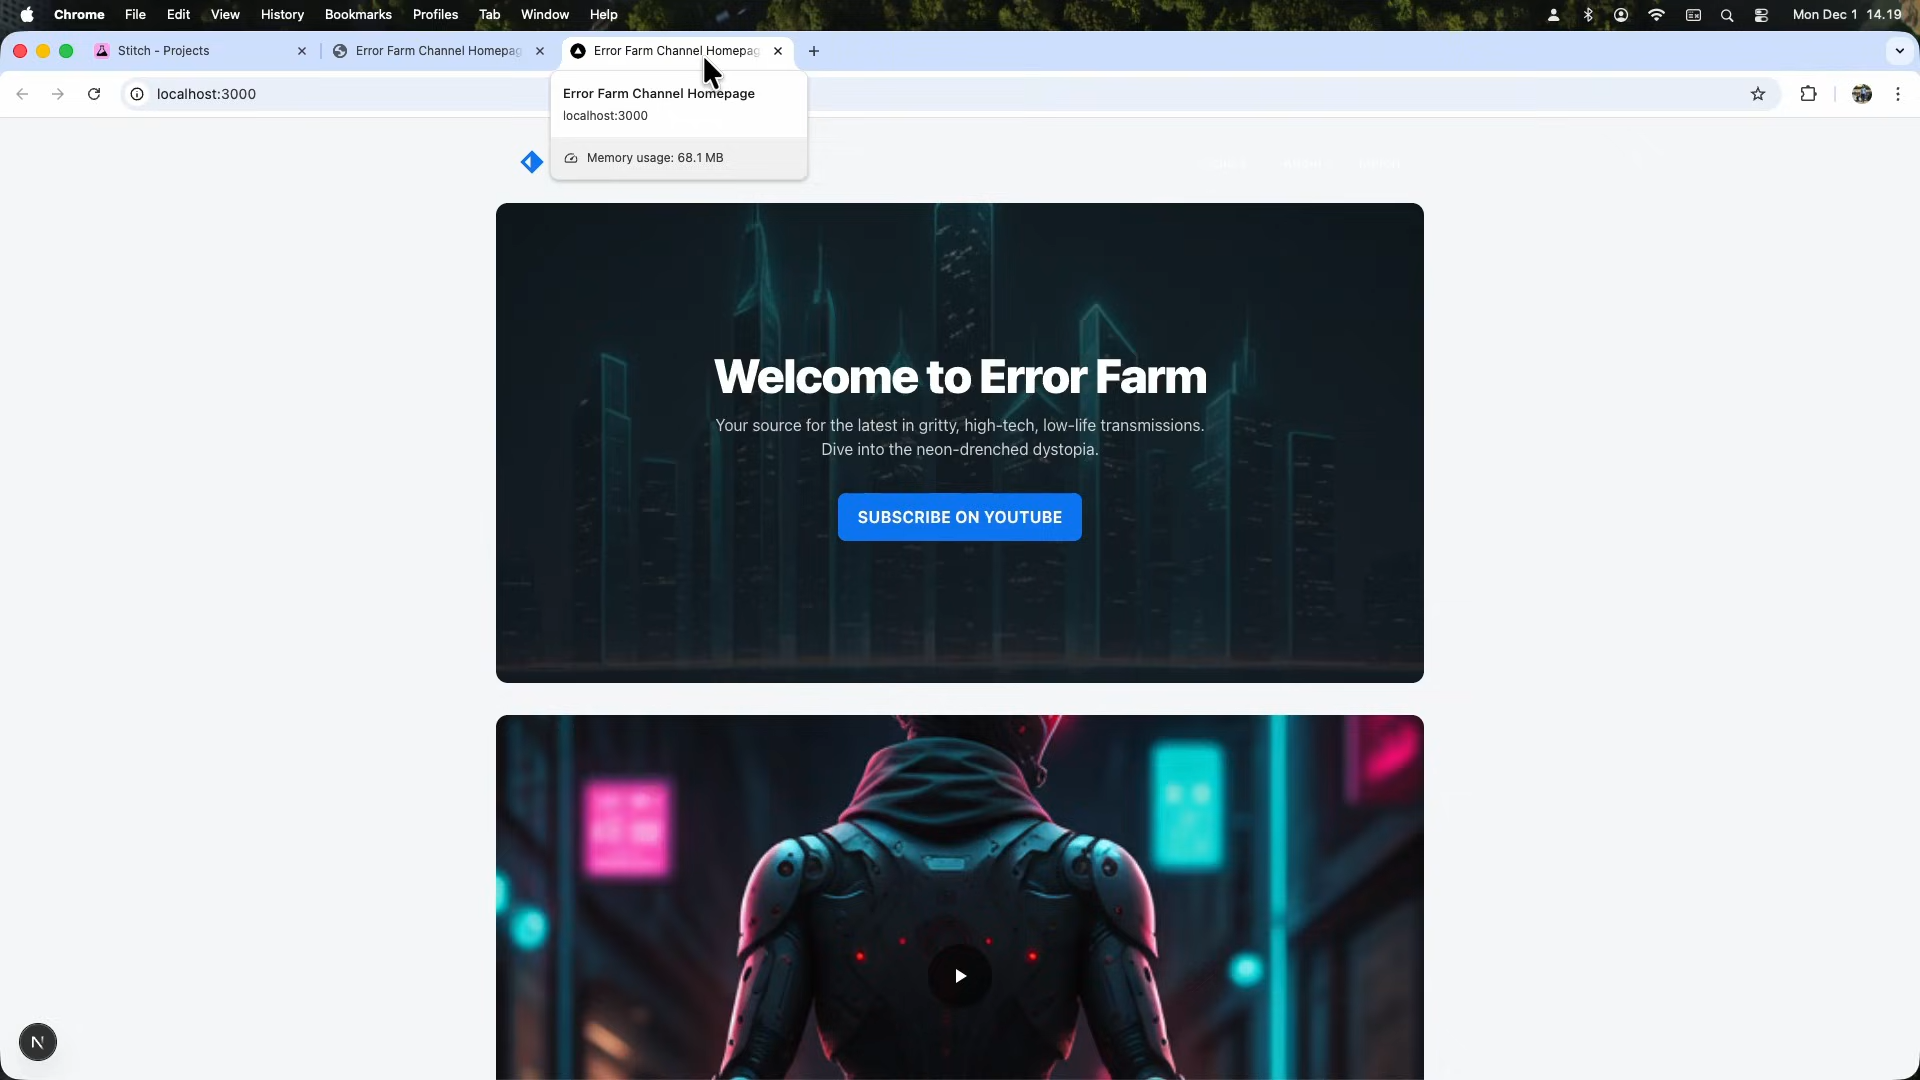 Chrome File Edit View History Bookmarks Profiles Tab Window Help Mon Dec 1 14.19
Stitch - Projects Error Farm Channel Homepag Error Farm Channel Homepag
localhost:3000
Error Farm Channel Homepage
localhost:3000
Memory usage: 68.1 MB
Welcome to Error Farm
Your source for the latest in gritty, high-tech, low-life transmissions.
Dive into the neon-drenched dystopia.
SUBSCRIBE ON YOUTUBE
N